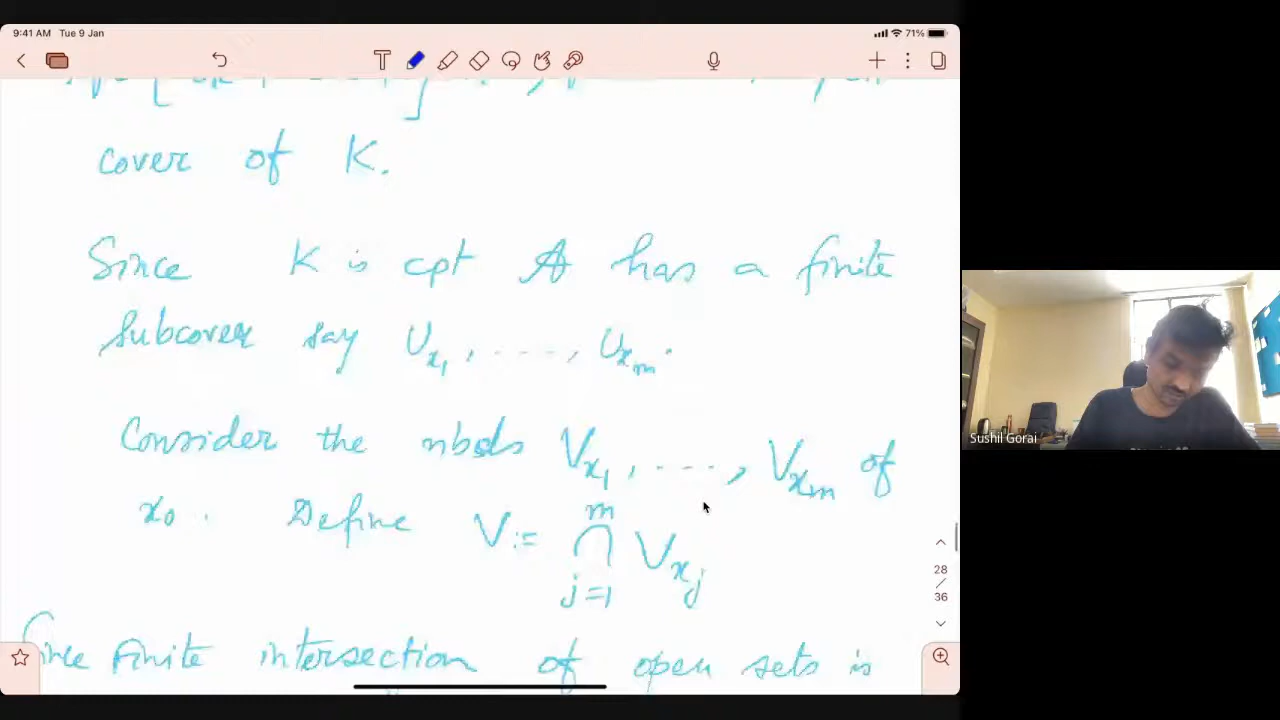 9:41 AM Tue 9 Jan
71%
cover of K.
Since K is cpt A has a finite
subcover say U_{x_1}, ----, U_{x_m}.
Consider the nbds V_{x_1}, ----, V_{x_m} of
x_0. Define V := ∩_{j=1}^{m} V_{x_j}
Since finite intersection of open sets is
28
/
36
Sushil Gorai